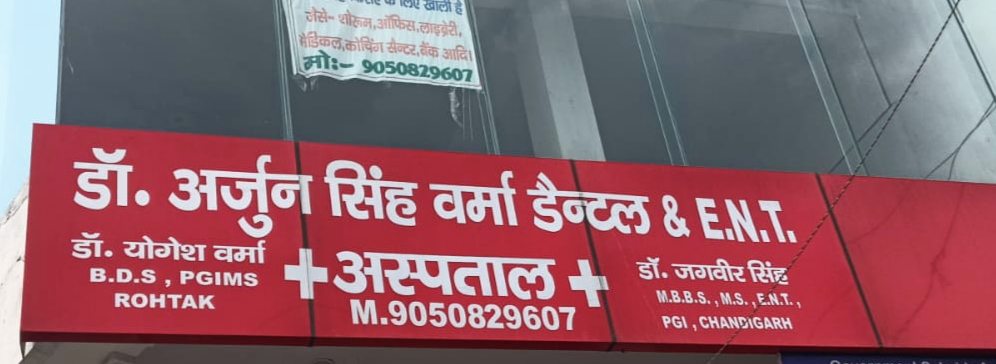 के लिए खाली है
जैसे- शोरूम,ऑफिस,लाइब्रेरी,
मेडिकल,कोचिंग सैन्टर,बैंक आदि।
मो:- 9050829607
डॉ. अर्जुन सिंह वर्मा डैन्टल & E.N.T.
+अस्पताल+
M.9050829607
डॉ. योगेश वर्मा
B.D.S , PGIMS
ROHTAK
डॉ. जगवीर सिंह
M.B.B.S. , M.S. , E.N.T. ,
PGI , CHANDIGARH